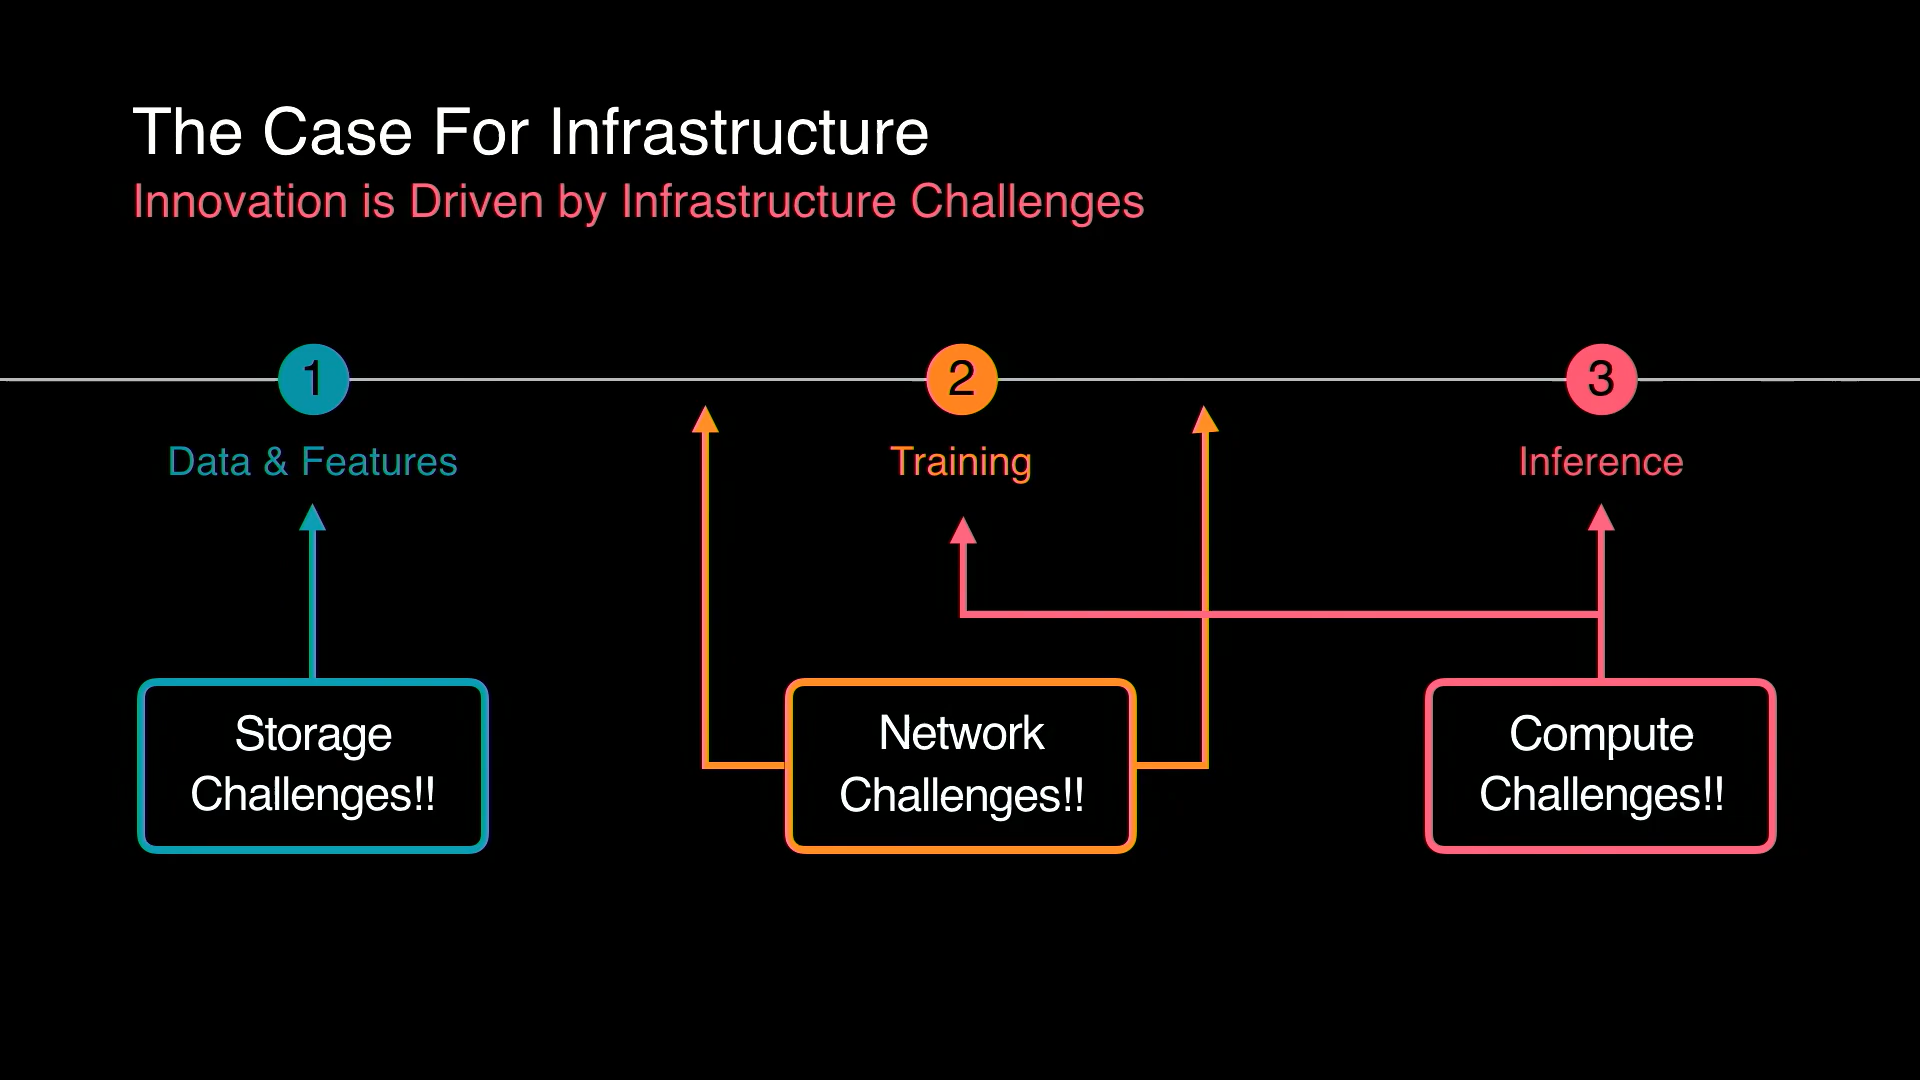 The Case For Infrastructure
Innovation is Driven by Infrastructure Challenges
1
2
3
Data & Features
Training
Inference
Storage
Challenges!!
Network
Challenges!!
Compute
Challenges!!